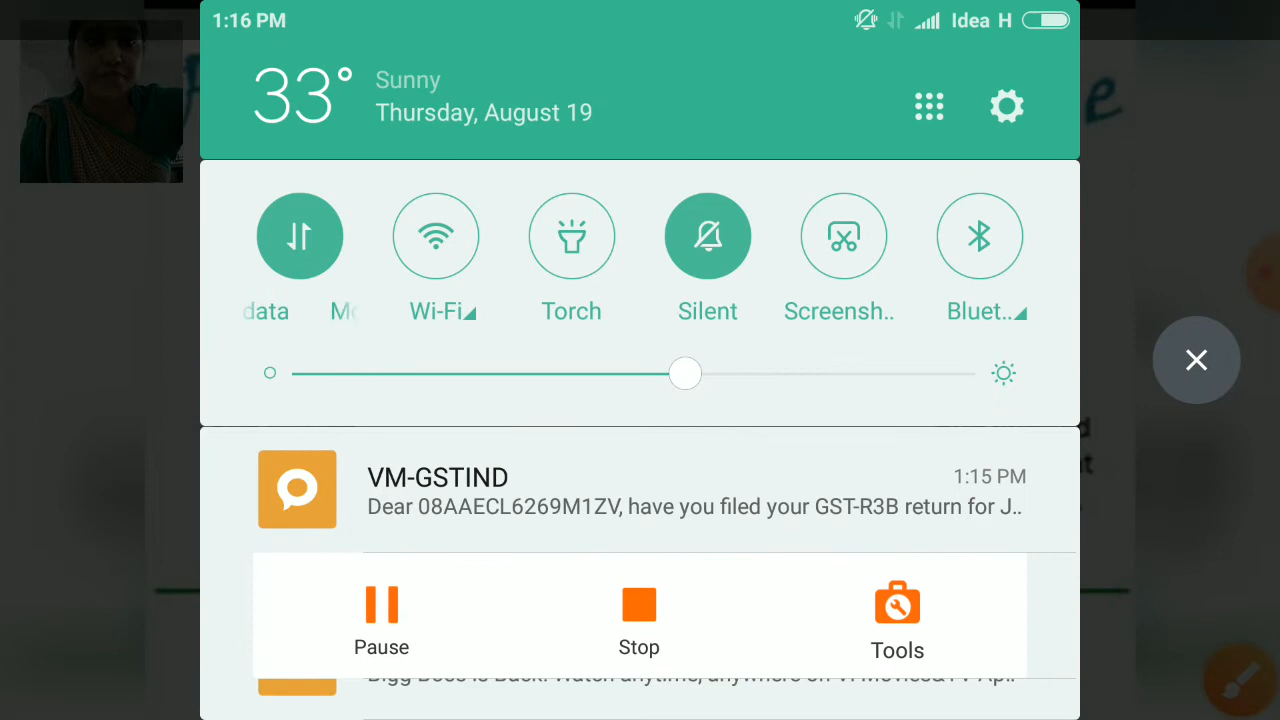 1:16 PM Idea H
33° Sunny
Thursday, August 19
data Wi-Fi Torch Silent Screensh.. Bluet..
VM-GSTIND 1:15 PM
Dear 08AAECL6269M1ZV, have you filed your GST-R3B return for J..
Pause Stop Tools